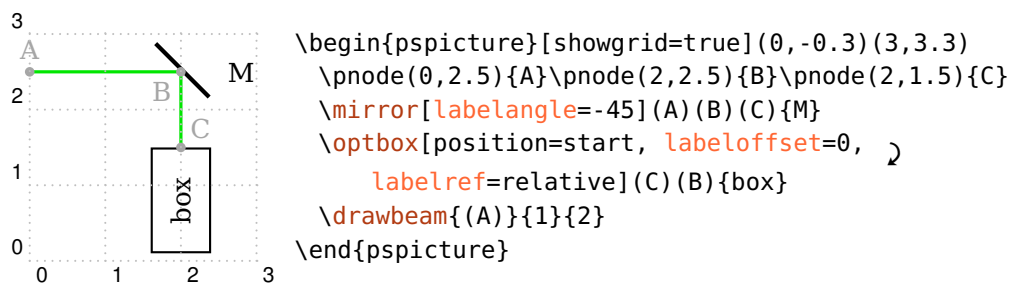 3
A
M
B
2
C
1
box
0
0 1 2 3
\begin{pspicture}[showgrid=true](0,-0.3)(3,3.3)
\pnode(0,2.5){A}\pnode(2,2.5){B}\pnode(2,1.5){C}
\mirror[labelangle=-45](A)(B)(C){M}
\optbox[position=start, labeloffset=0,
labelref=relative](C)(B){box}
\drawbeam{(A)}{1}{2}
\end{pspicture}